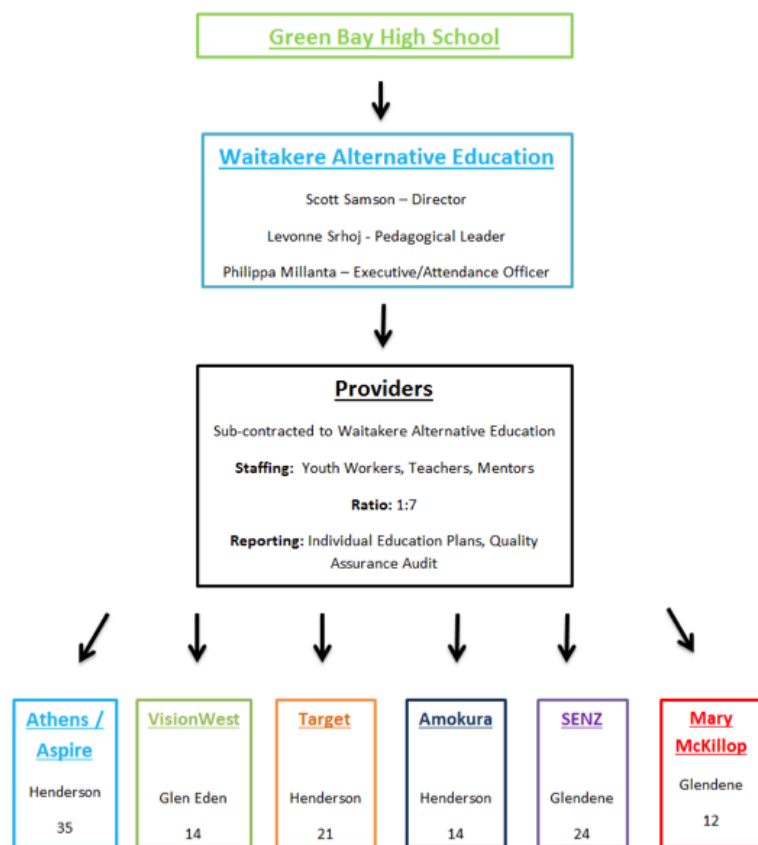 Green Bay High School
Waitakere Alternative Education
Scott Samson – Director
Levonne Srhoj - Pedagogical Leader
Philippa Millanta – Executive/Attendance Officer
Providers
Sub-contracted to Waitakere Alternative Education
Staffing: Youth Workers, Teachers, Mentors
Ratio: 1:7
Reporting: Individual Education Plans, Quality
Assurance Audit
Athens /
Aspire
Henderson
35
VisionWest
Glen Eden
14
Target
Henderson
21
Amokura
Henderson
14
SENZ
Glendene
24
Mary
McKillop
Glendene
12